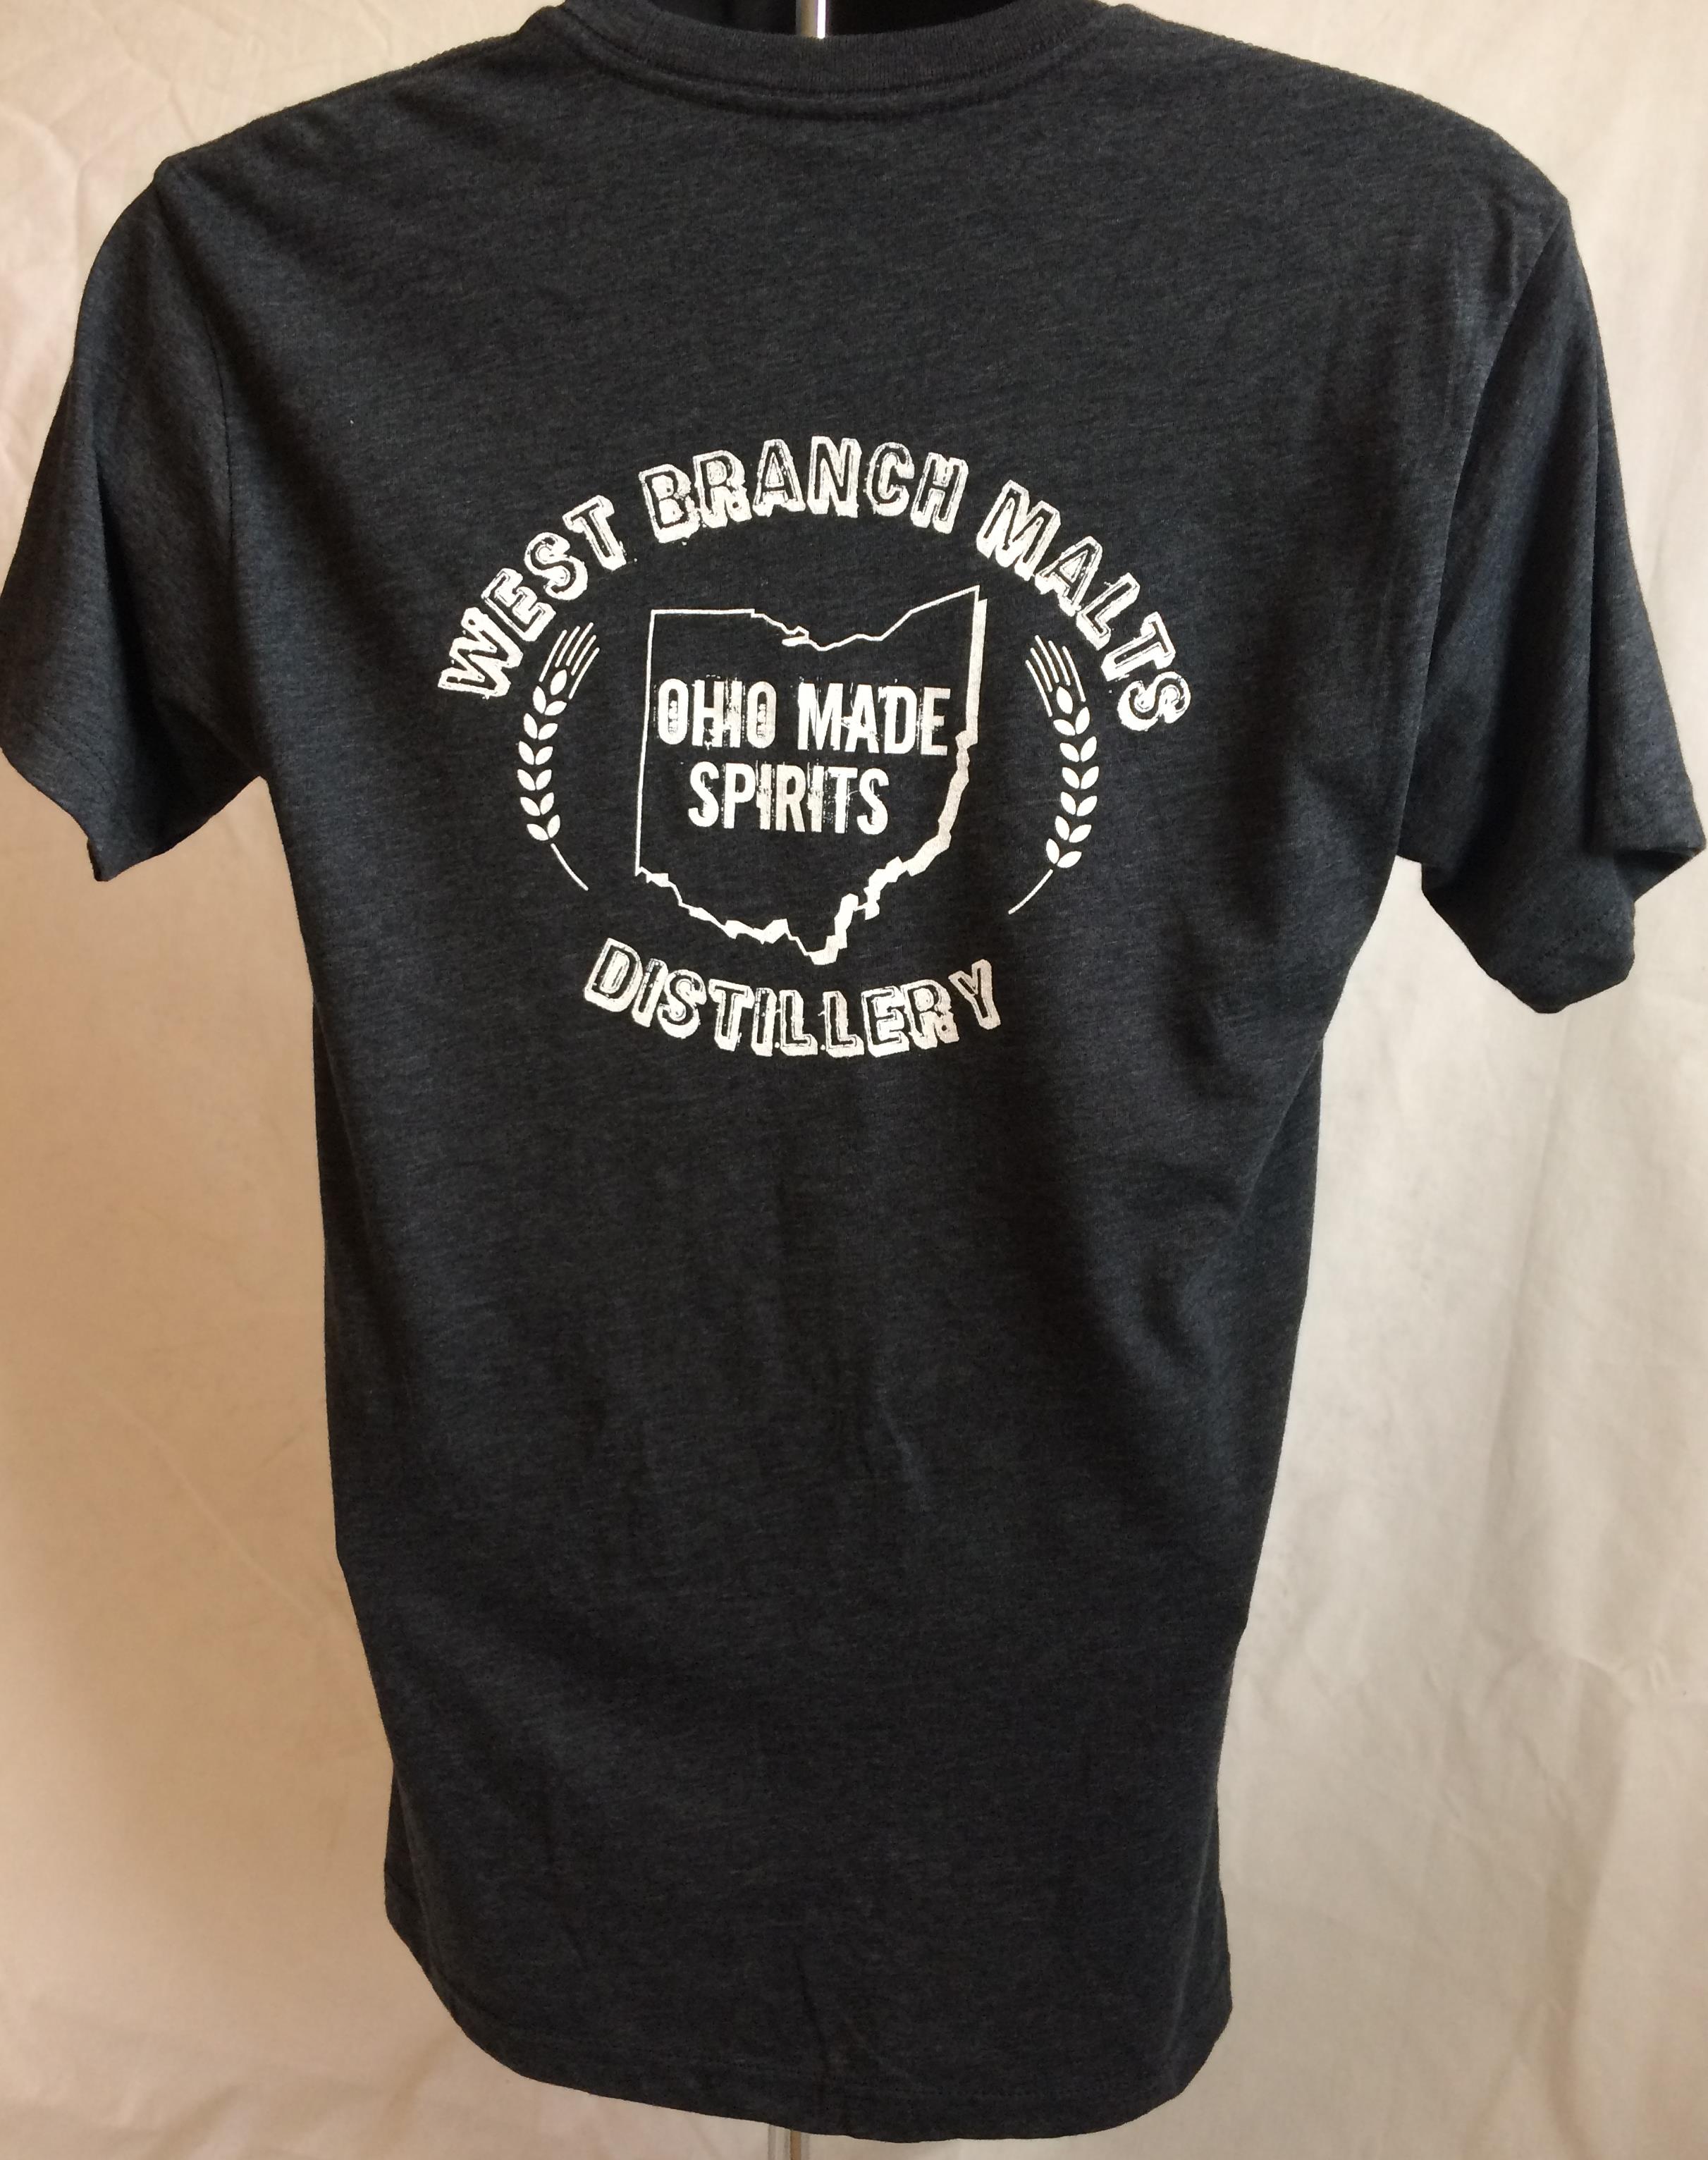 WEST BRANCH MALTS
OHIO MADE
SPIRITS
DISTILLERY